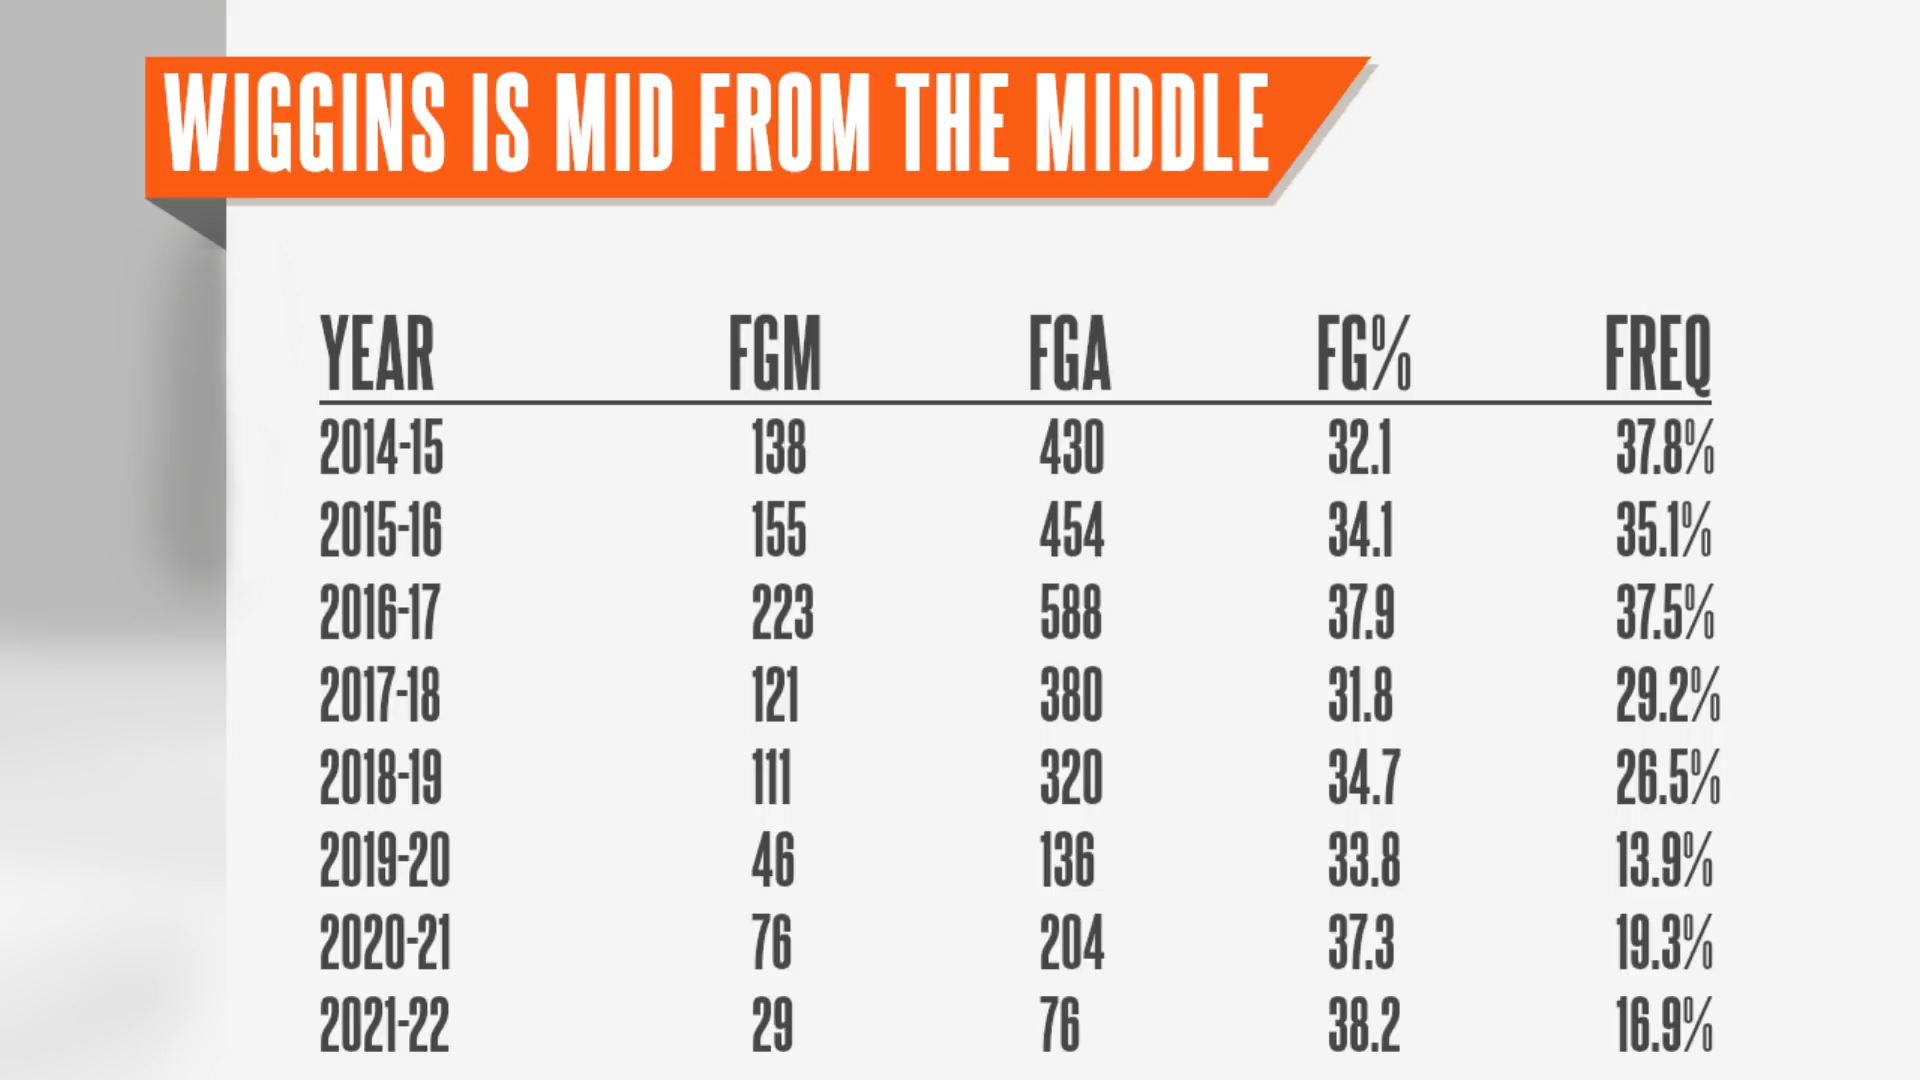 WIGGINS IS MID FROM THE MIDDLE
YEAR FGM FGA FG% FREQ
2014-15 138 430 32.1 37.8%
2015-16 155 454 34.1 35.1%
2016-17 223 588 37.9 37.5%
2017-18 121 380 31.8 29.2%
2018-19 111 320 34.7 26.5%
2019-20 46 136 33.8 13.9%
2020-21 76 204 37.3 19.3%
2021-22 29 76 38.2 16.9%